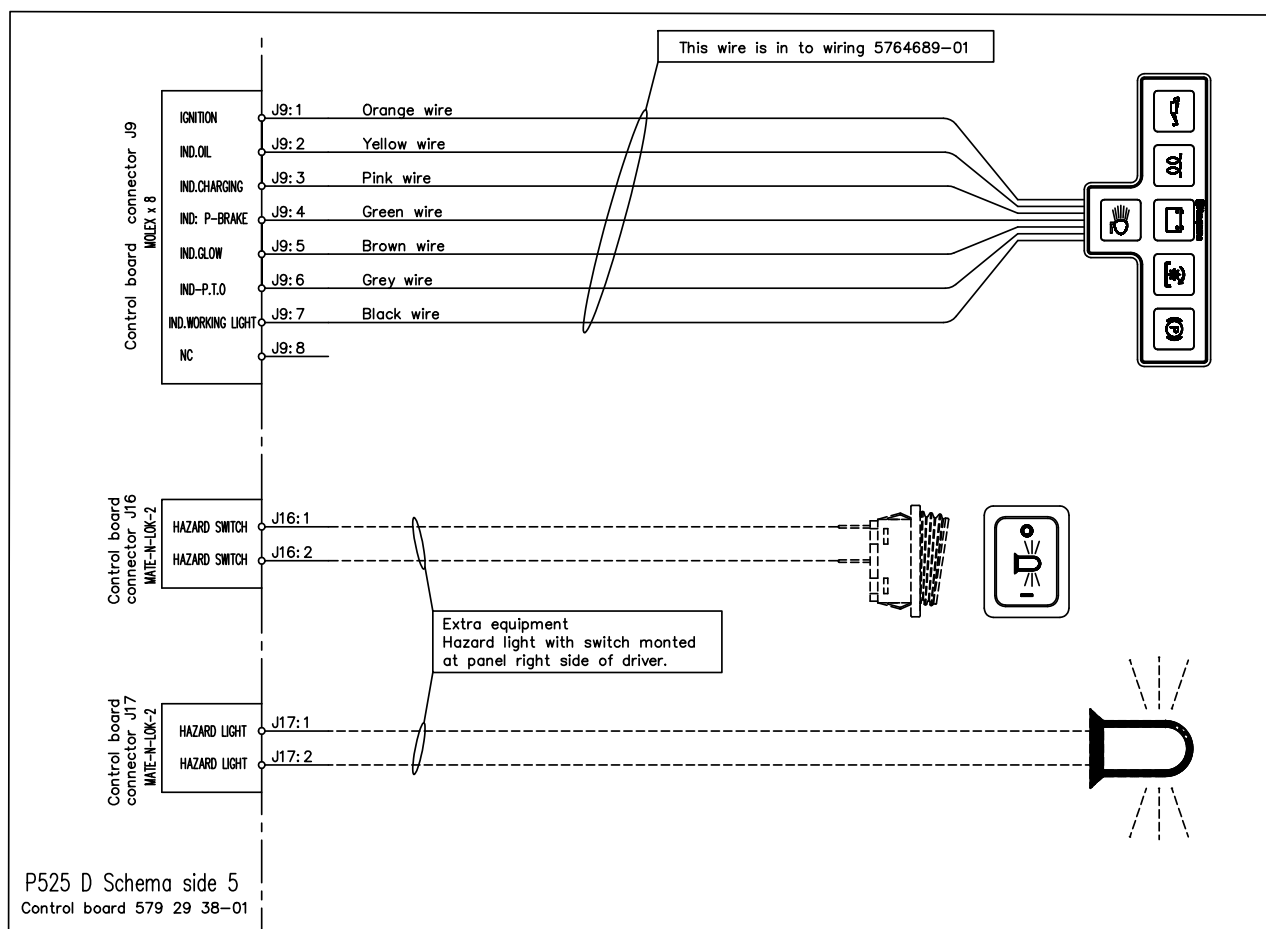 This wire is in to wiring 5764689-01
Control board connector J9
MOLEX x 8
IGNITION J9:1 Orange wire
IND.OIL J9:2 Yellow wire
IND.CHARGING J9:3 Pink wire
IND: P-BRAKE J9:4 Green wire
IND.GLOW J9:5 Brown wire
IND-P.T.O J9:6 Grey wire
IND.WORKING LIGHT J9:7 Black wire
NC J9:8
P
Control board
connector J16
MATE-N-LOK-2
HAZARD SWITCH J16:1
HAZARD SWITCH J16:2
Extra equipment
Hazard light with switch monted
at panel right side of driver.
Control board
connector J17
MATE-N-LOK-2
HAZARD LIGHT J17:1
HAZARD LIGHT J17:2
P525 D Schema side 5
Control board 579 29 38-01